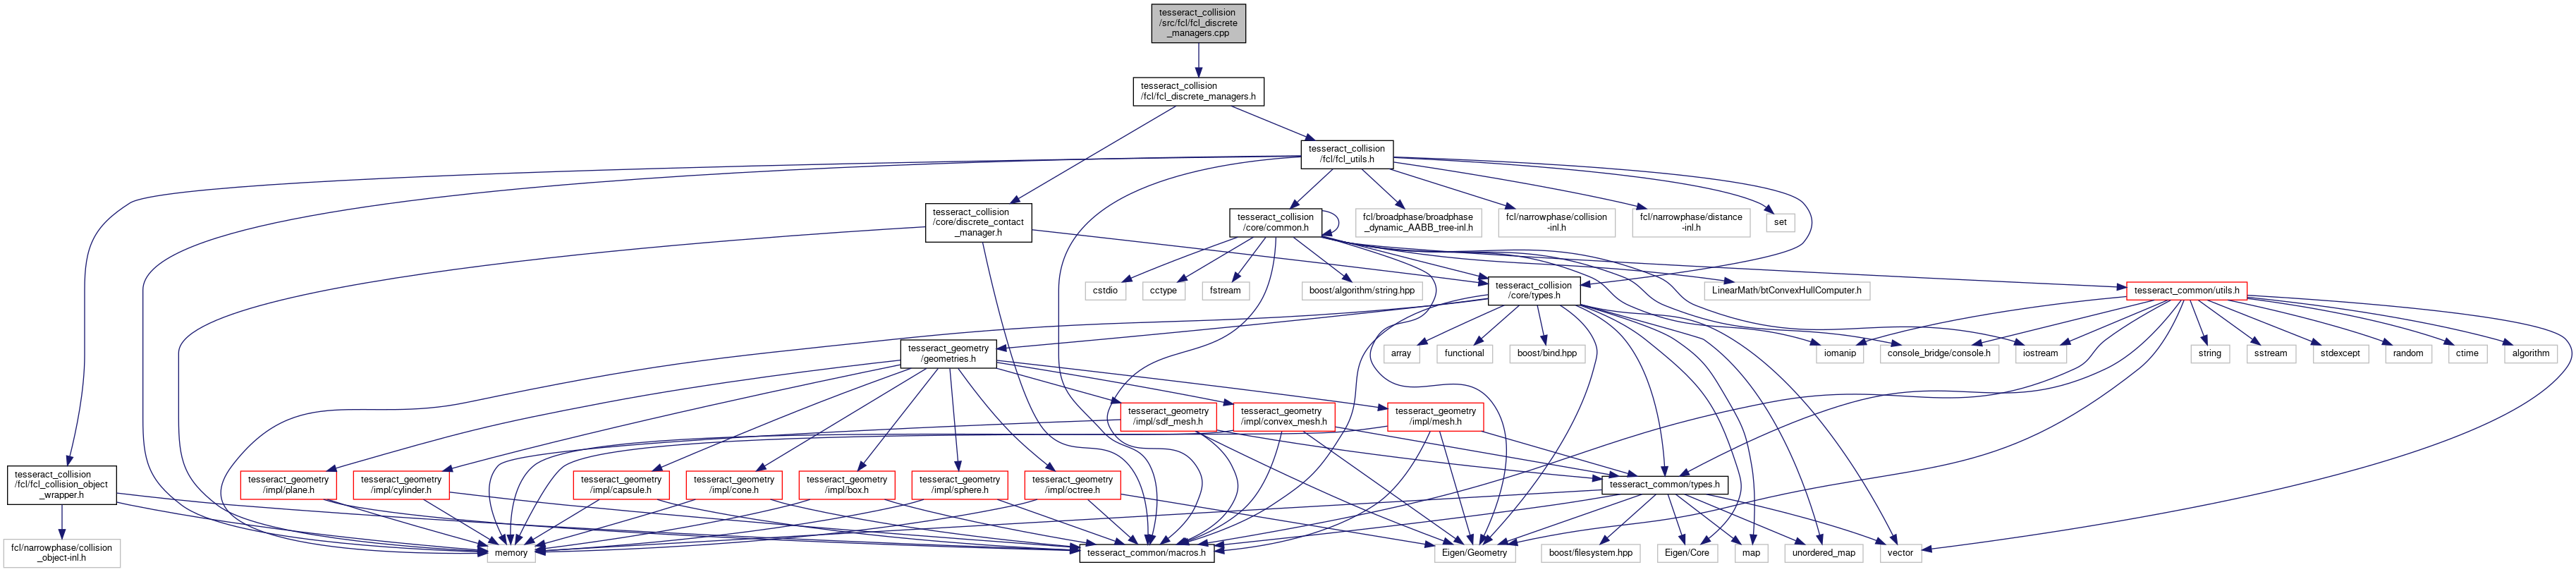 tesseract_collision
/src/fcl/fcl_discrete
_managers.cpp
tesseract_collision
/fcl/fcl_discrete_managers.h
tesseract_collision
/fcl/fcl_utils.h
tesseract_collision
/core/discrete_contact
_manager.h
tesseract_collision
/core/common.h
fcl/broadphase/broadphase
_dynamic_AABB_tree-inl.h
fcl/narrowphase/collision
-inl.h
fcl/narrowphase/distance
-inl.h
set
cstdio
cctype
fstream
boost/algorithm/string.hpp
tesseract_collision
/core/types.h
LinearMath/btConvexHullComputer.h
tesseract_common/utils.h
tesseract_geometry
/geometries.h
array
functional
boost/bind.hpp
iomanip
console_bridge/console.h
iostream
string
sstream
stdexcept
random
ctime
algorithm
tesseract_geometry
/impl/sdf_mesh.h
tesseract_geometry
/impl/convex_mesh.h
tesseract_geometry
/impl/mesh.h
tesseract_collision
/fcl/fcl_collision_object
_wrapper.h
tesseract_geometry
/impl/plane.h
tesseract_geometry
/impl/cylinder.h
tesseract_geometry
/impl/capsule.h
tesseract_geometry
/impl/cone.h
tesseract_geometry
/impl/box.h
tesseract_geometry
/impl/sphere.h
tesseract_geometry
/impl/octree.h
tesseract_common/types.h
fcl/narrowphase/collision
_object-inl.h
memory
tesseract_common/macros.h
Eigen/Geometry
boost/filesystem.hpp
Eigen/Core
map
unordered_map
vector